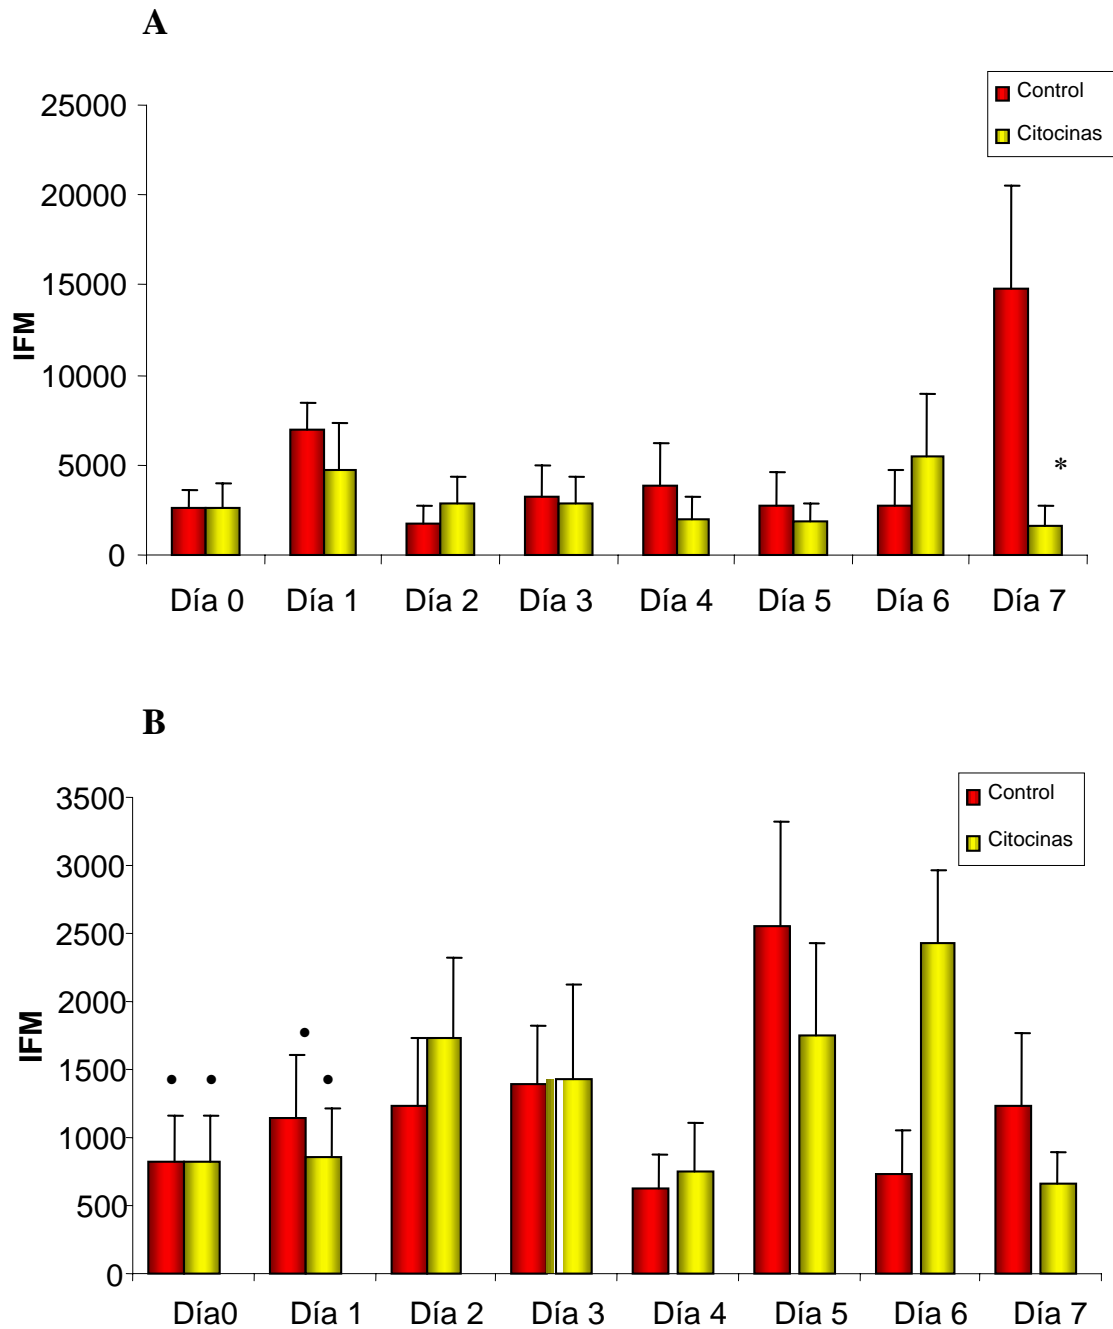 A
Control
Citocinas
25000
20000
15000
10000
5000
0
IFM
*
Día 0 Día 1 Día 2 Día 3 Día 4 Día 5 Día 6 Día 7
B
Control
Citocinas
3500
3000
2500
2000
1500
1000
500
0
IFM
Día0 Día 1 Día 2 Día 3 Día 4 Día 5 Día 6 Día 7